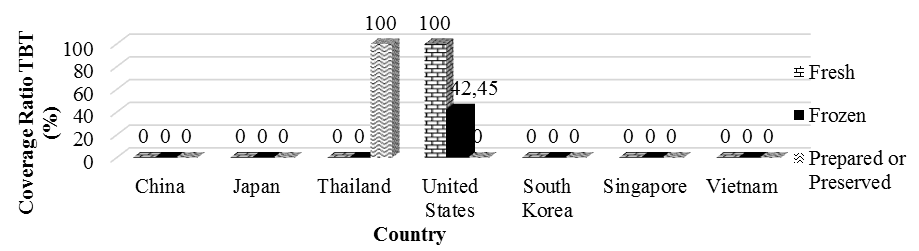 100 100
Coverage Ratio TBT
(%)
100
80
60
40
20
0
42,45
0 0 0 0 0 0 0 0 0 0 0 0 0 0 0 0 0 0
China Japan Thailand United States South Korea Singapore Vietnam
Country
Fresh
Frozen
Prepared or
Preserved